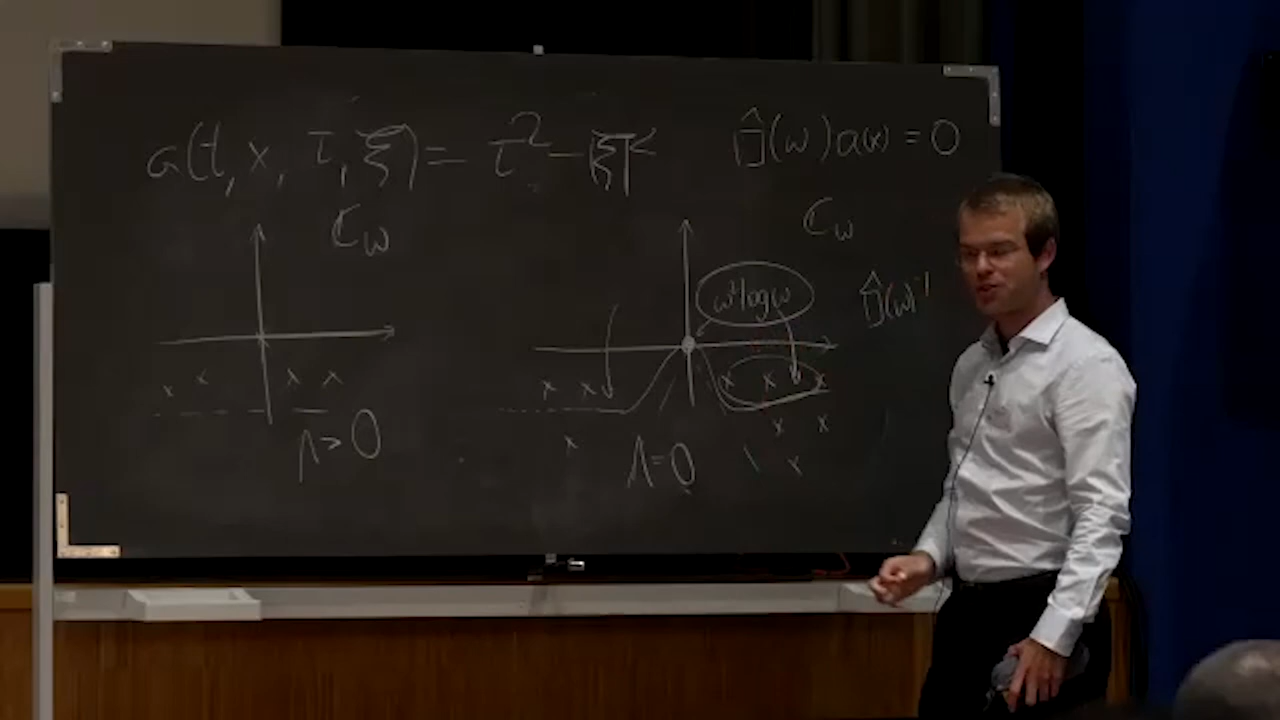 a(t, x, τ, ξ) = τ² − |ξ|²
□̂(ω)a(x) = 0
ℂ_ω
ℂ_ω
ω² log ω
□̂(ω)⁻¹
x x x x
x x x x x x
x x
Λ > 0
x
Λ = 0
\ x